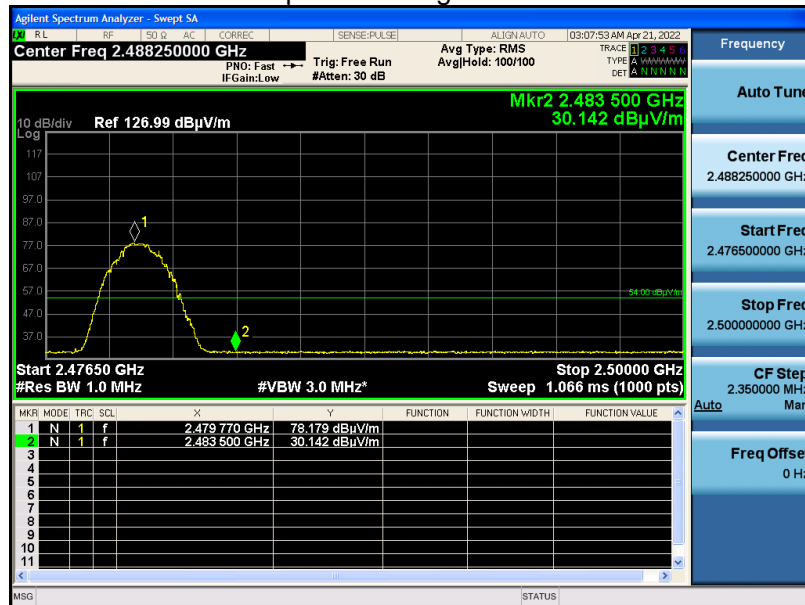 Agilent Spectrum Analyzer - Swept SA
LXI RL RF 50 Ω AC CORREC SENSE:PULSE ALIGN AUTO 03:07:53 AM Apr 21, 2022
Center Freq 2.488250000 GHz
PNO: Fast
IFGain:Low
Trig: Free Run
#Atten: 30 dB
Avg Type: RMS
Avg|Hold: 100/100
TRACE 1 2 3 4 5 6
TYPE A WWWWW
DET A N N N N N
Mkr2 2.483 500 GHz
30.142 dBµV/m
10 dB/div Ref 126.99 dBµV/m
Log
117
107
97.0
87.0
77.0
67.0
57.0
47.0
37.0
1
2
54.00 dBµV/m
Start 2.47650 GHz Stop 2.50000 GHz
#Res BW 1.0 MHz #VBW 3.0 MHz* Sweep 1.066 ms (1000 pts)
MKR MODE TRC SCL X Y FUNCTION FUNCTION WIDTH FUNCTION VALUE
1 N 1 f 2.479 770 GHz 78.179 dBµV/m
2 N 1 f 2.483 500 GHz 30.142 dBµV/m
3
4
5
6
7
8
9
10
11
MSG STATUS
Frequency
Auto Tune
Center Freq
2.488250000 GHz
Start Freq
2.476500000 GHz
Stop Freq
2.500000000 GHz
CF Step
2.350000 MHz
Auto Man
Freq Offset
0 Hz